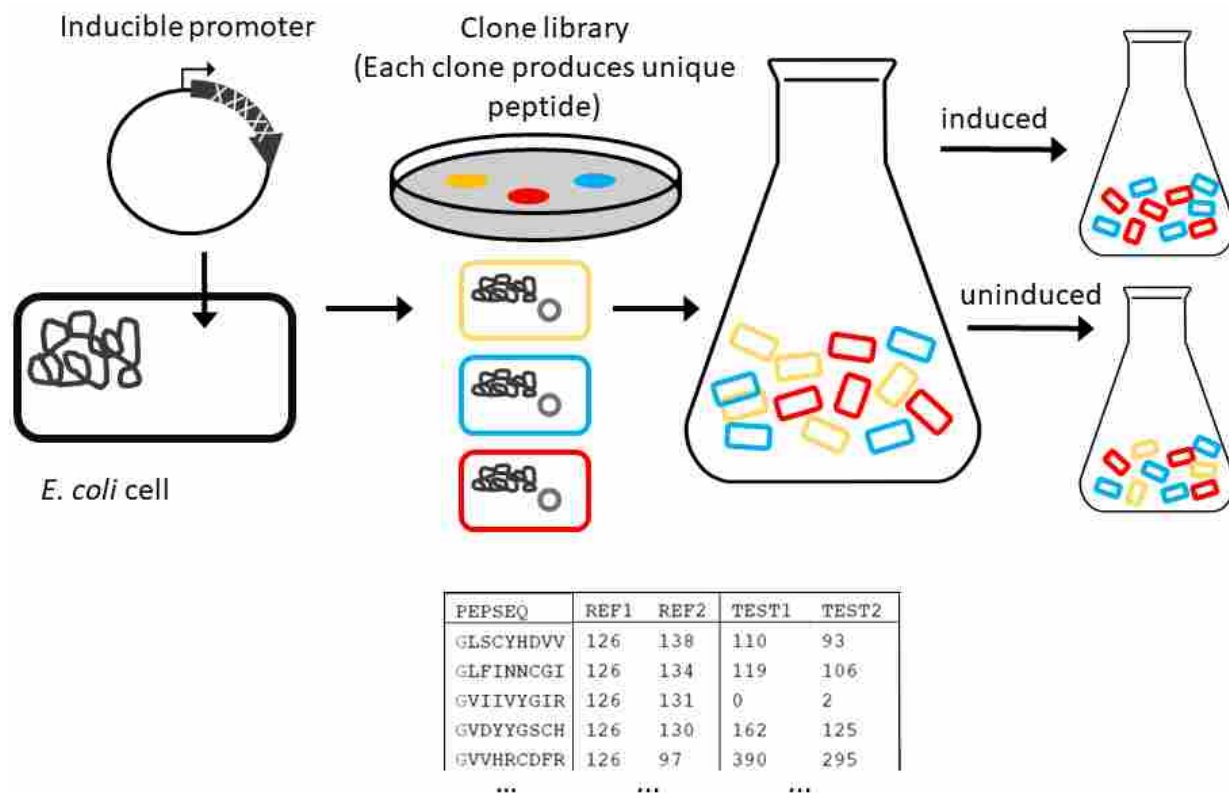 Inducible promoter
Clone library
(Each clone produces unique
peptide)
induced
uninduced
E. coli cell
PEPSEQ REF1 REF2 TEST1 TEST2
GLSCYHDVV 126 138 110 93
GLFINNCGI 126 134 119 106
GVIIVYGIR 126 131 0 2
GVDYYGSCH 126 130 162 125
GVVHRCDFR 126 97 390 295
... ... ...